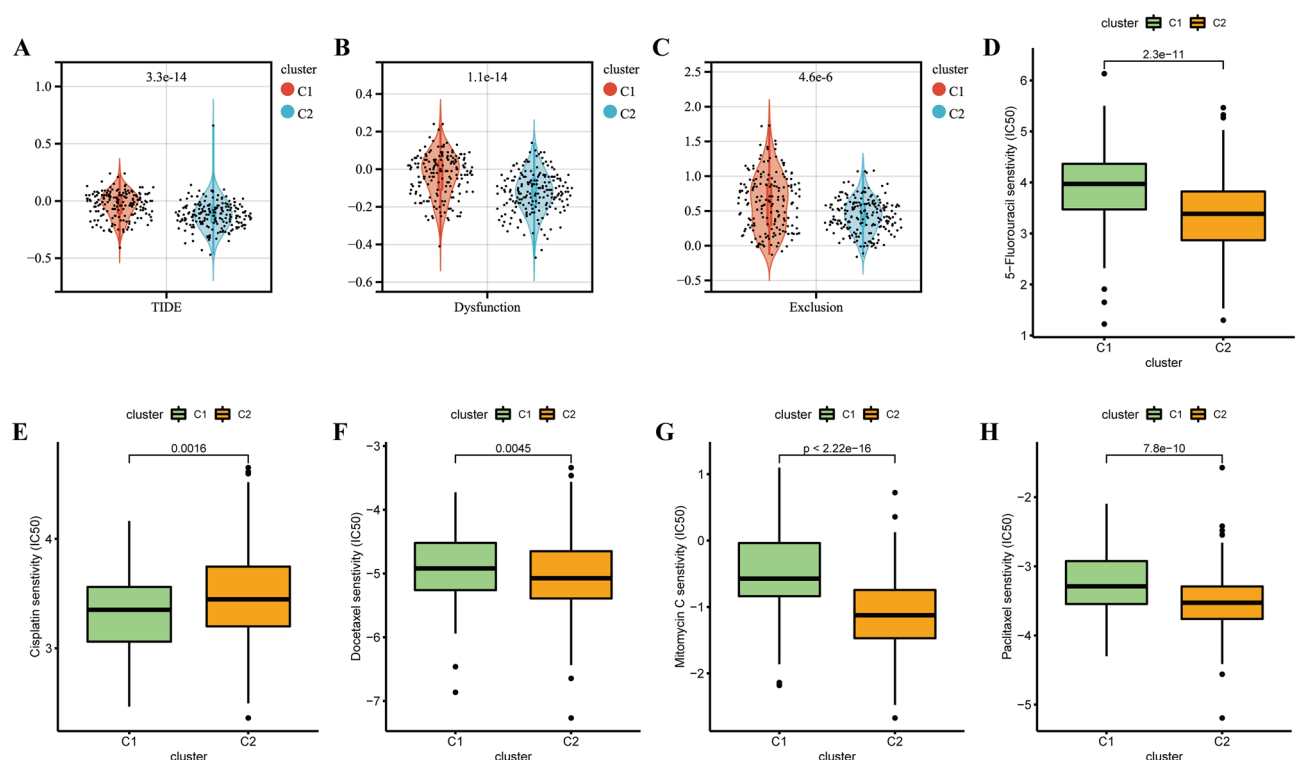 A
3.3e-14
cluster
C1
C2
1.0
0.5
0.0
−0.5
TIDE
B
1.1e-14
cluster
C1
C2
0.4
0.2
0.0
−0.2
−0.4
−0.6
Dysfunction
C
4.6e-6
cluster
C1
C2
2.5
2.0
1.5
1.0
0.5
0.0
−0.5
Exclusion
D
cluster C1 C2
2.3e−11
6
5
4
3
2
1
5−Fluorouracil senstivity (IC50)
C1 C2
cluster
E
cluster C1 C2
0.0016
4
3
Cisplatin senstivity (IC50)
C1 C2
cluster
F
cluster C1 C2
0.0045
−3
−4
−5
−6
−7
Docetaxel senstivity (IC50)
C1 C2
cluster
G
cluster C1 C2
p < 2.22e−16
1
0
−1
−2
Mitomycin C senstivity (IC50)
C1 C2
cluster
H
cluster C1 C2
7.8e−10
−2
−3
−4
−5
Paclitaxel senstivity (IC50)
C1 C2
cluster